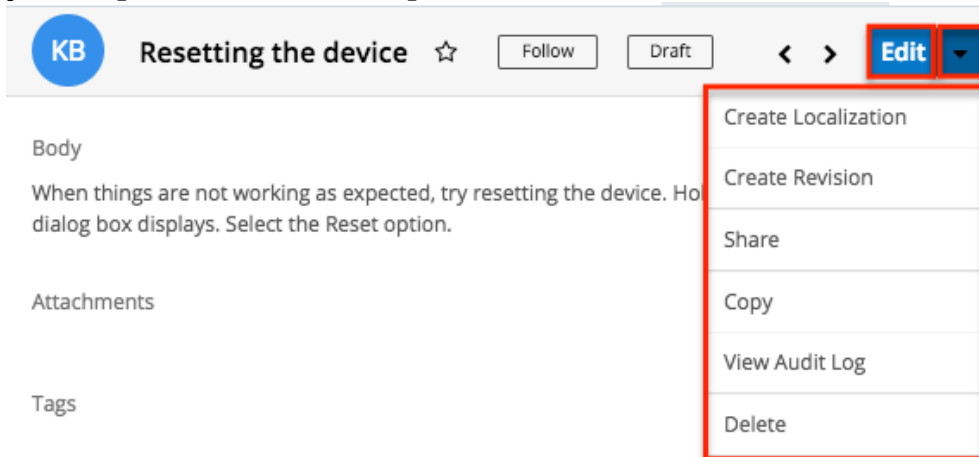 KB Resetting the device Follow Draft Edit
Create Localization
Body
Create Revision
When things are not working as expected, try resetting the device. Hol
dialog box displays. Select the Reset option.
Share
Attachments
Copy
View Audit Log
Tags
Delete